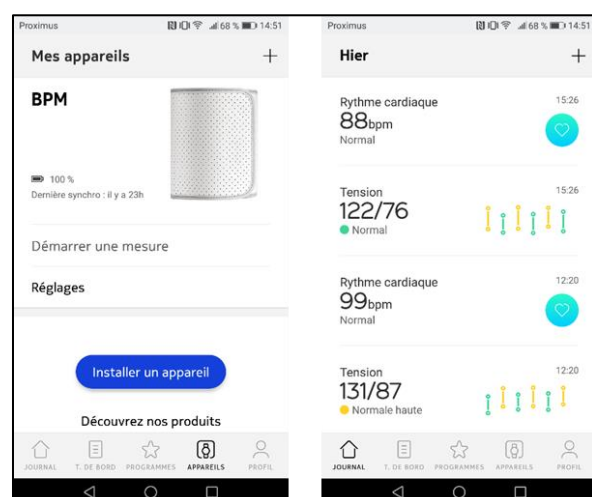 Proximus 68 % 14:51
Mes appareils +
BPM
100 %
Dernière synchro : il y a 23h
Démarrer une mesure
Réglages
Installer un appareil
Découvrez nos produits
JOURNAL T. DE BORD PROGRAMMES APPAREILS PROFIL
Proximus 68 % 14:51
Hier +
Rythme cardiaque 15:26
88bpm
Normal
Tension 15:26
122/76
Normal
Rythme cardiaque 12:20
99bpm
Normal
Tension 12:20
131/87
Normale haute
JOURNAL T. DE BORD PROGRAMMES APPAREILS PROFIL